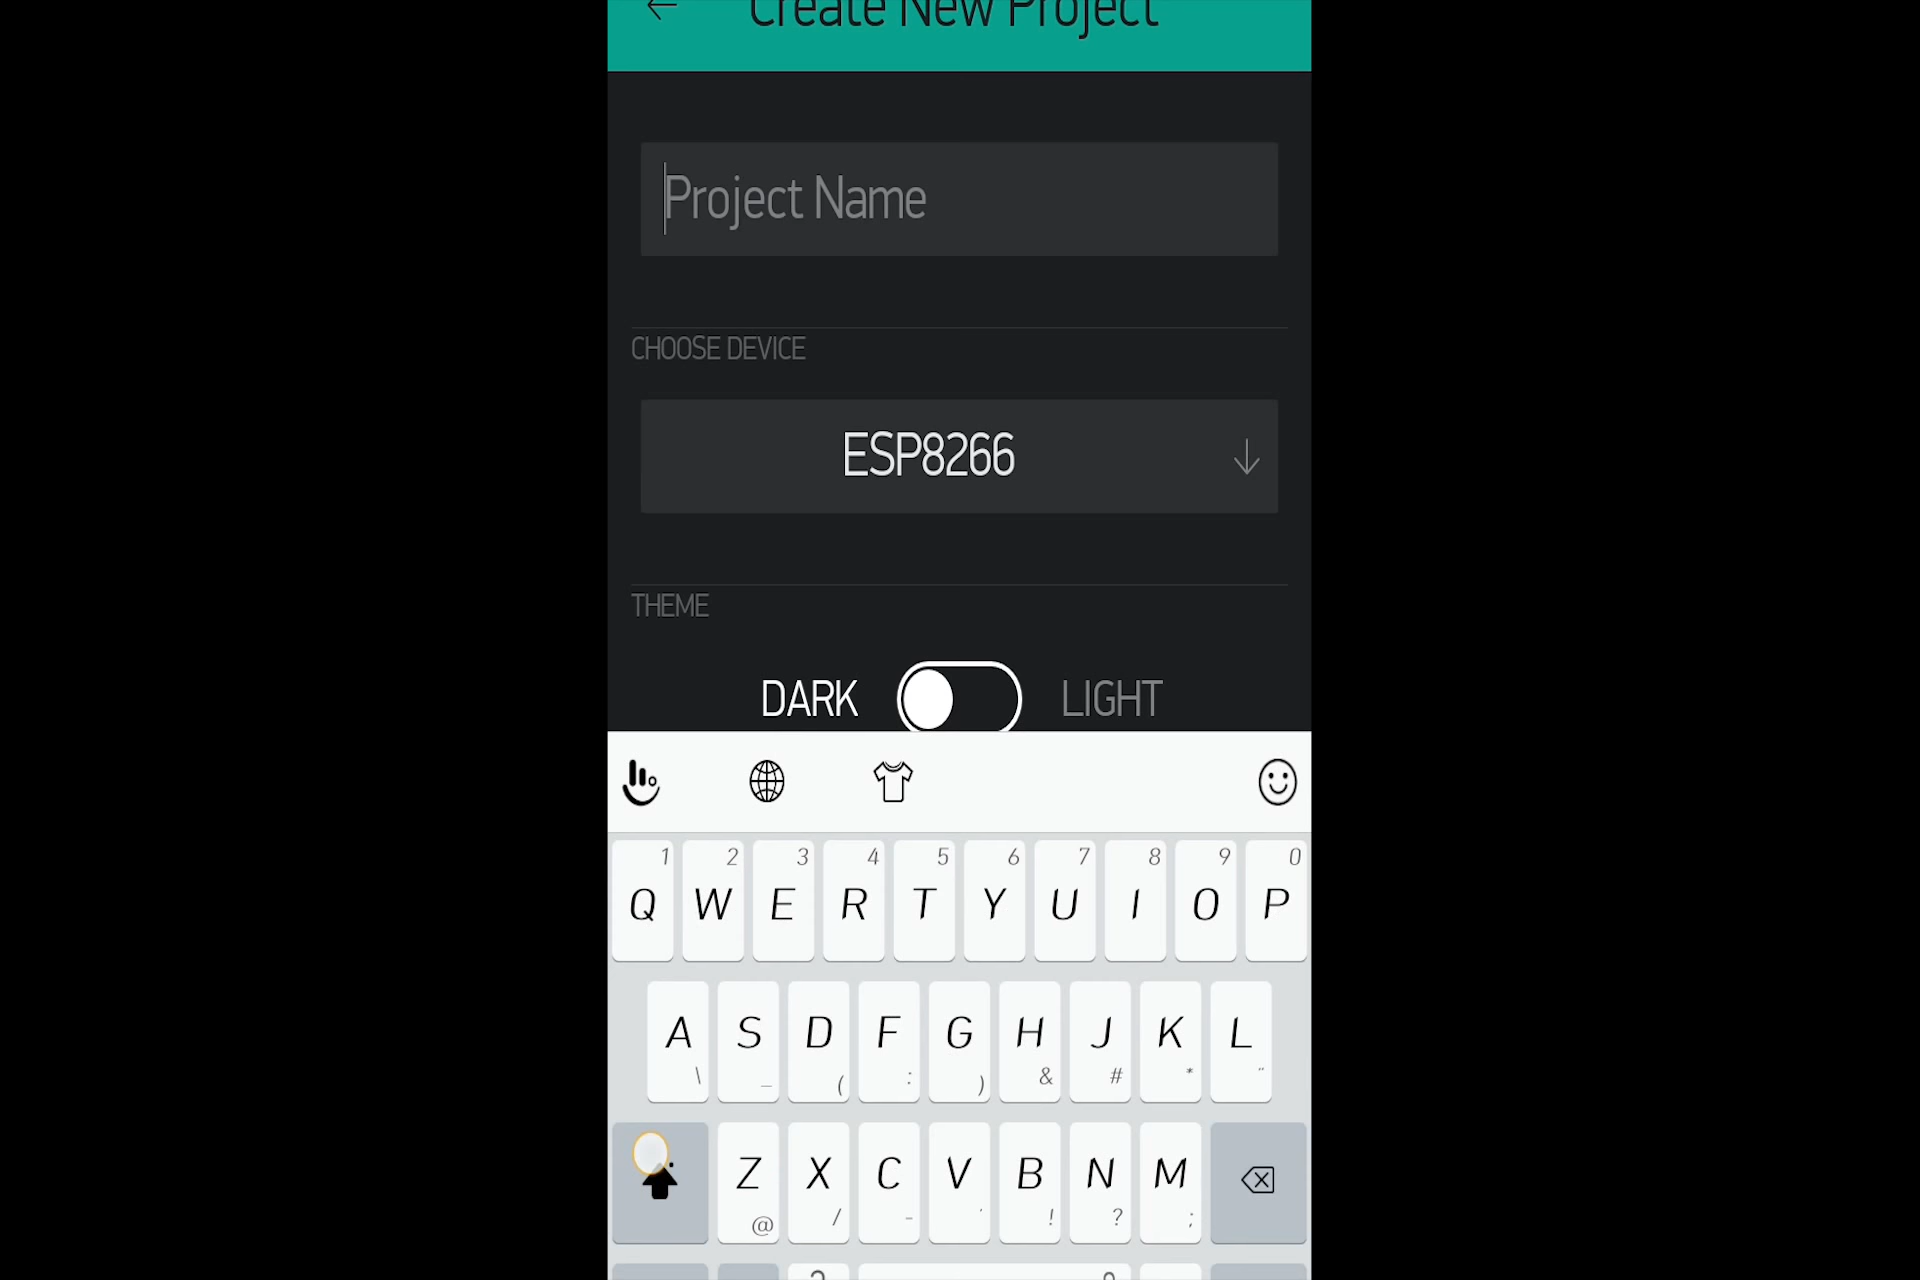 Create New Project
Project Name
CHOOSE DEVICE
ESP8266
THEME
DARK LIGHT
1 2 3 4 5 6 7 8 9 0
Q W E R T Y U I O P
A S D F G H J K L
\ _ ( : ) & # *
Z X C V B N M
@ / - ' ! ? ;